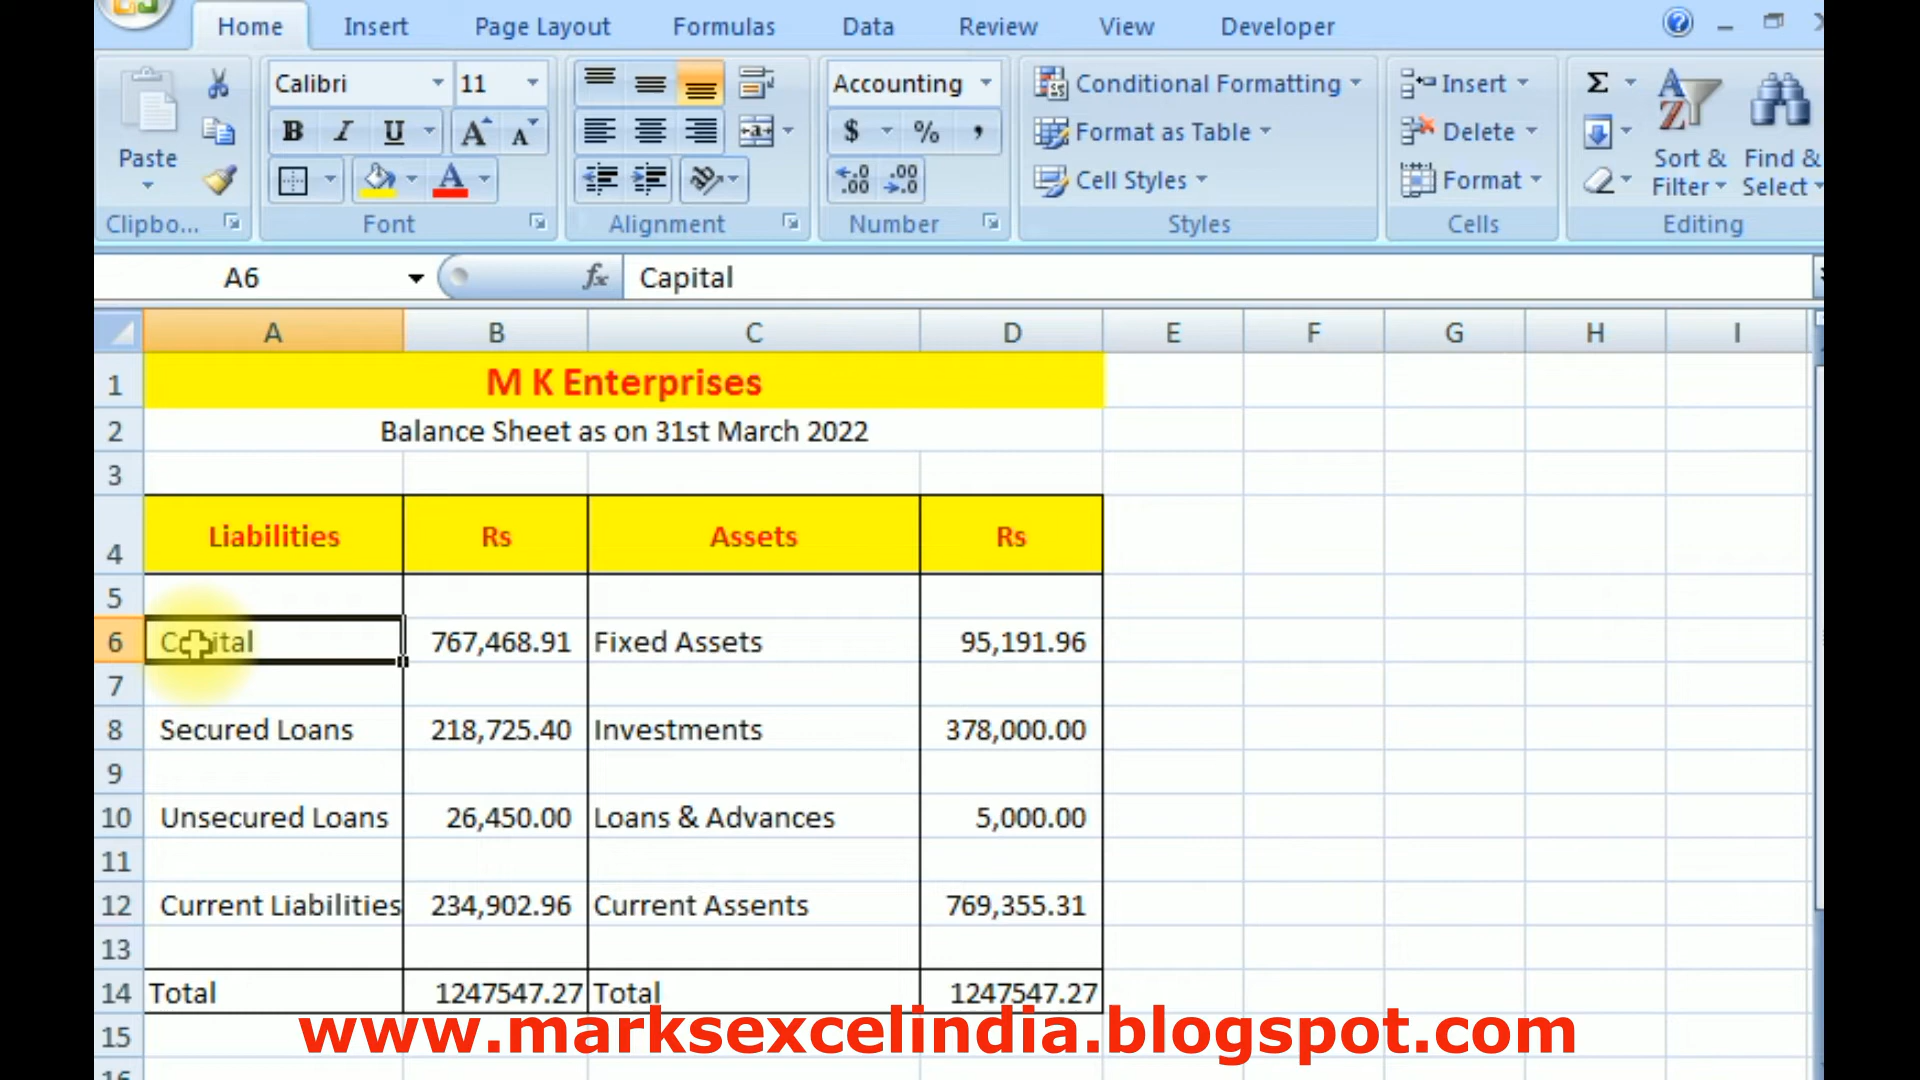 Home Insert Page Layout Formulas Data Review View Developer
Calibri 11 Accounting Conditional Formatting Insert Σ
B I U A A $ % , Format as Table Delete
Paste A .00 .00 Cell Styles Format Sort & Filter Find & Select
Clipbo... Font Alignment Number Styles Cells Editing
A6 fx Capital
A B C D E F G H I
1 M K Enterprises
2 Balance Sheet as on 31st March 2022
3
4 Liabilities Rs Assets Rs
5
6 Capital 767,468.91 Fixed Assets 95,191.96
7
8 Secured Loans 218,725.40 Investments 378,000.00
9
10 Unsecured Loans 26,450.00 Loans & Advances 5,000.00
11
12 Current Liabilities 234,902.96 Current Assents 769,355.31
13
14 Total 1247547.27 Total 1247547.27
www.marksexcelindia.blogspot.com
15
16